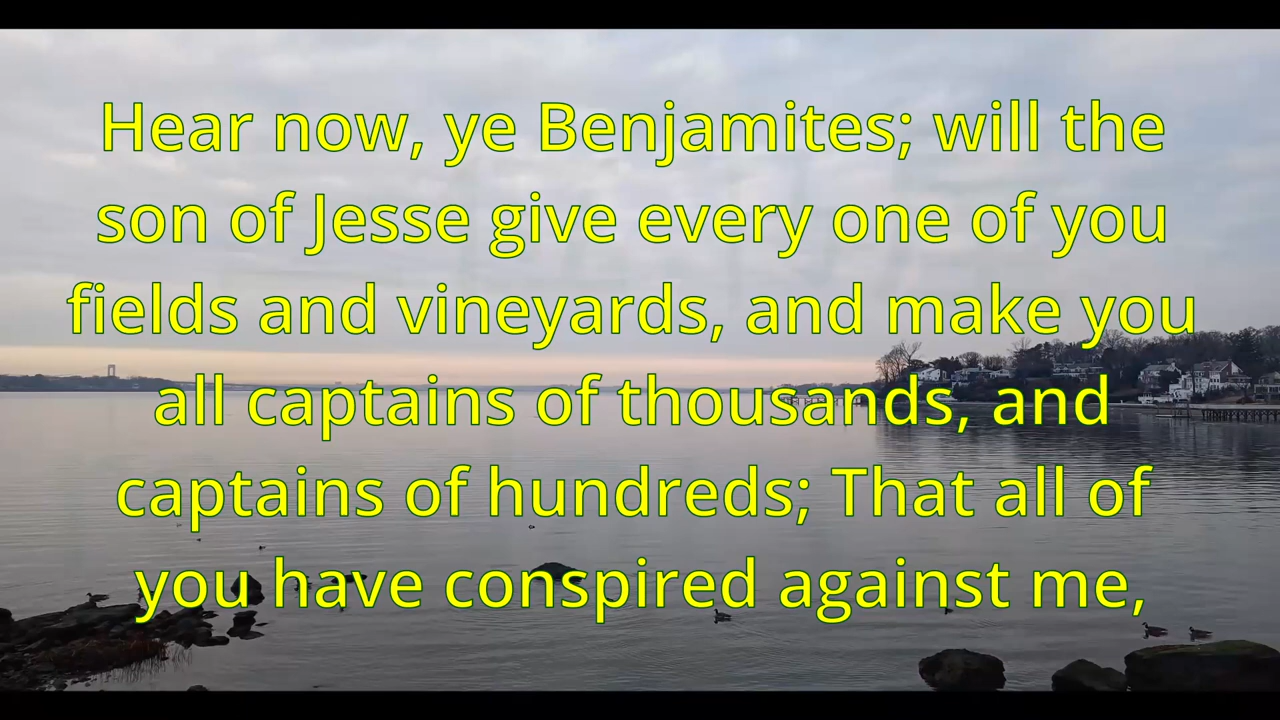 Hear now, ye Benjamites; will the
son of Jesse give every one of you
fields and vineyards, and make you
all captains of thousands, and
captains of hundreds; That all of
you have conspired against me,